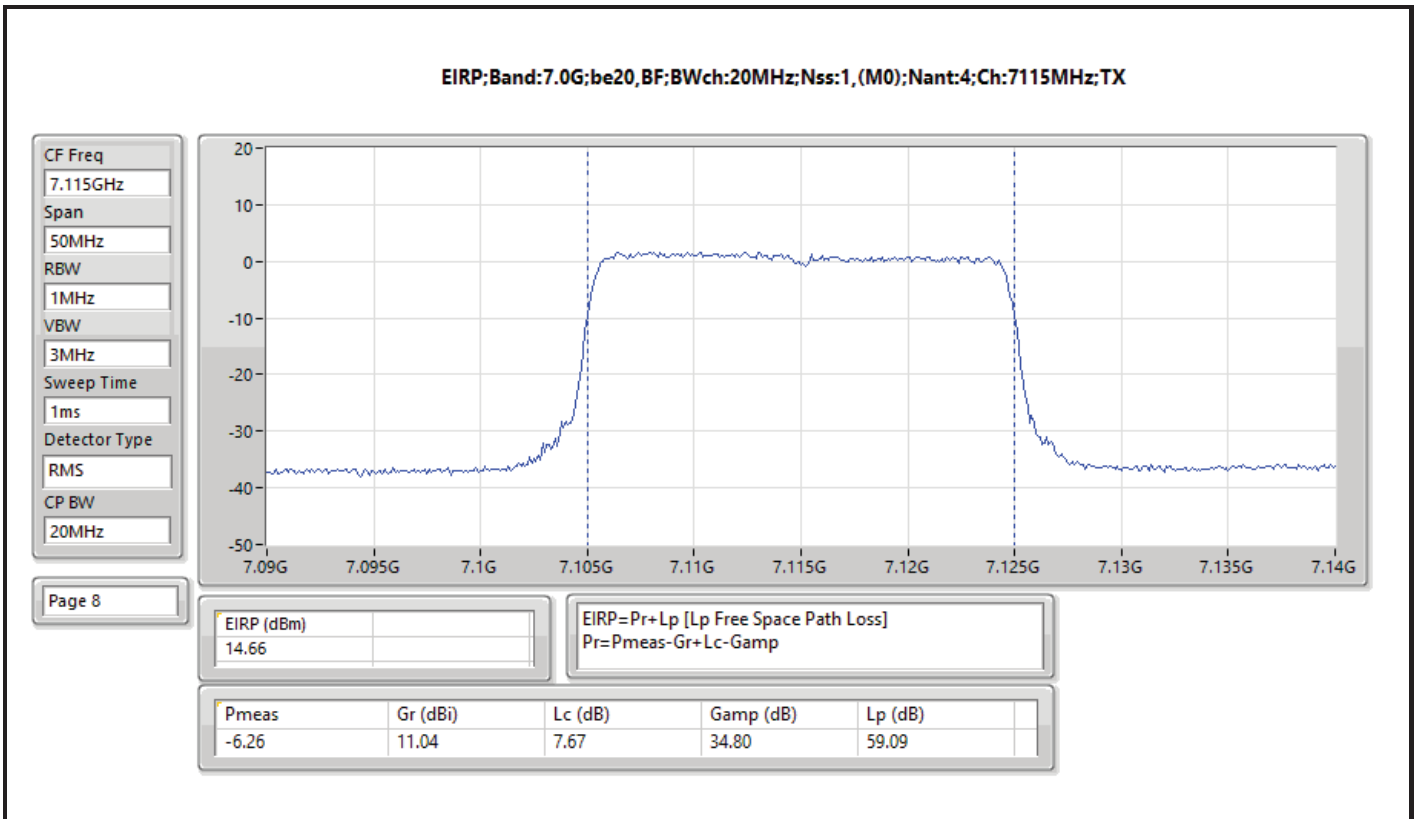 EIRP;Band:7.0G;be20,BF;BWch:20MHz;Nss:1,(M0);Nant:4;Ch:7115MHz;TX
CF Freq
7.115GHz
Span
50MHz
RBW
1MHz
VBW
3MHz
Sweep Time
1ms
Detector Type
RMS
CP BW
20MHz
Page 8
20
10
0
-10
-20
-30
-40
-50
7.09G 7.095G 7.1G 7.105G 7.11G 7.115G 7.12G 7.125G 7.13G 7.135G 7.14G
EIRP (dBm)
14.66
EIRP=Pr+Lp [Lp Free Space Path Loss]
Pr=Pmeas-Gr+Lc-Gamp
Pmeas Gr (dBi) Lc (dB) Gamp (dB) Lp (dB)
-6.26 11.04 7.67 34.80 59.09